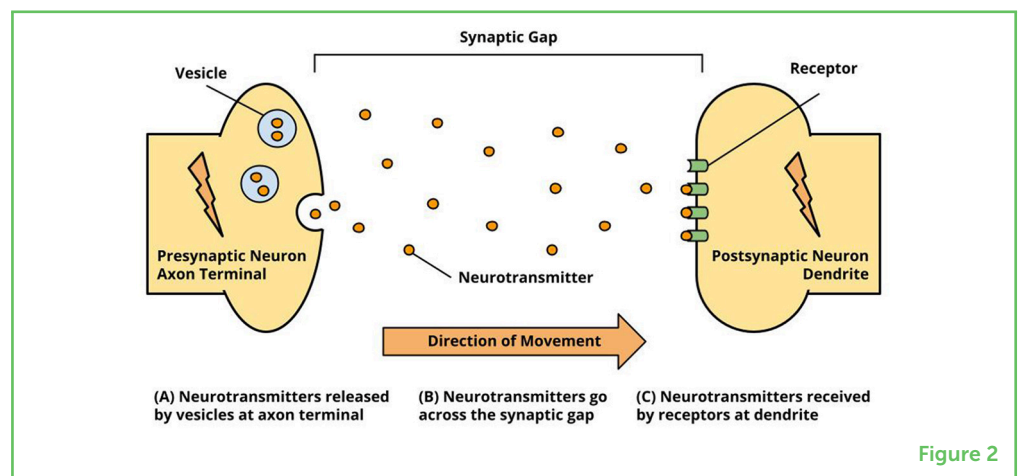 Synaptic Gap
Vesicle
Receptor
Presynaptic Neuron
Axon Terminal
Postsynaptic Neuron
Dendrite
Neurotransmitter
Direction of Movement
(A) Neurotransmitters released
by vesicles at axon terminal
(B) Neurotransmitters go
across the synaptic gap
(C) Neurotransmitters received
by receptors at dendrite
Figure 2